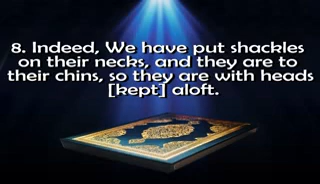 8. Indeed, We have put shackles
on their necks, and they are to
their chins, so they are with heads
[kept] aloft.